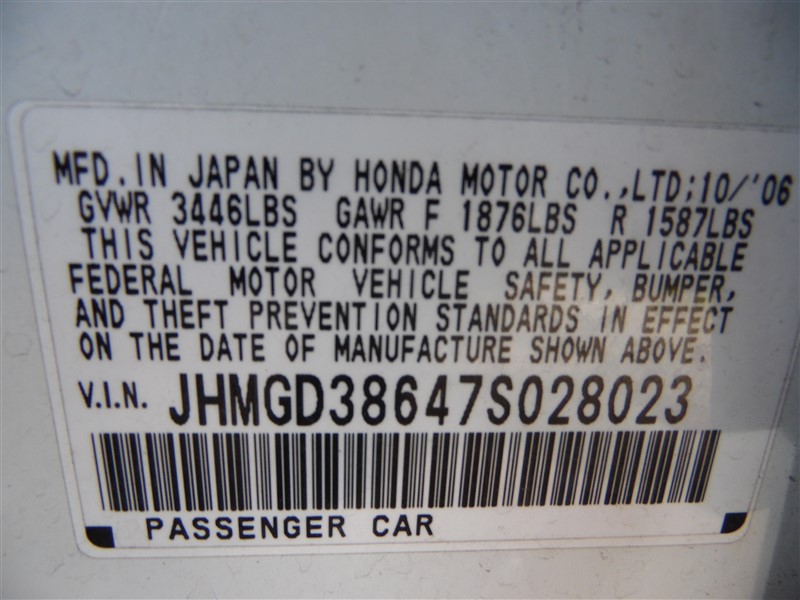 MFD.IN JAPAN BY HONDA MOTOR CO.,LTD;10/'06
GVWR 3446LBS GAWR F 1876LBS R 1587LBS
THIS VEHICLE CONFORMS TO ALL APPLICABLE
FEDERAL MOTOR VEHICLE SAFETY, BUMPER,
AND THEFT PREVENTION STANDARDS IN EFFECT
ON THE DATE OF MANUFACTURE SHOWN ABOVE.
V.I.N. JHMGD38647S028023
PASSENGER CAR